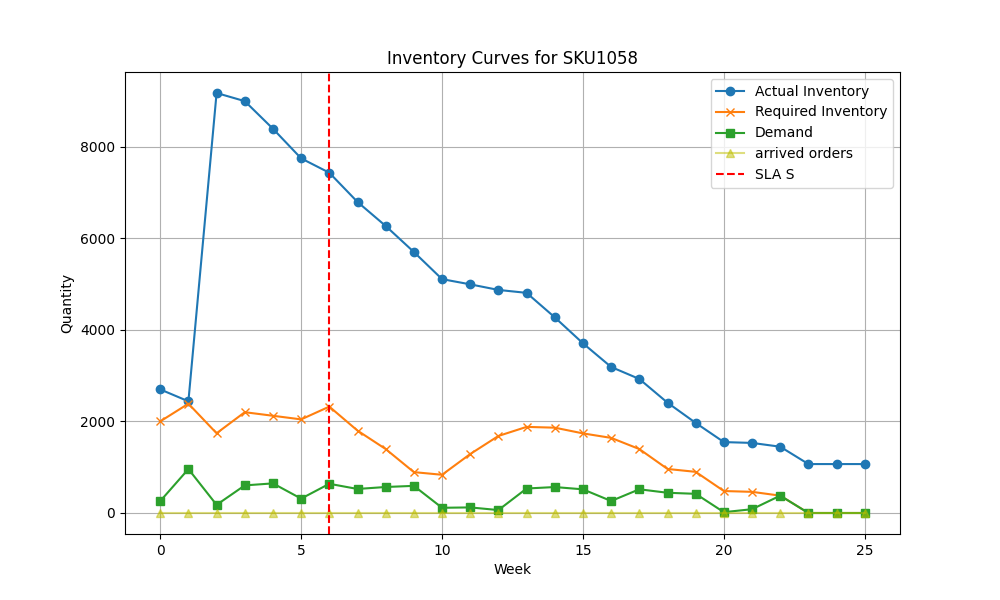 Inventory Curves for SKU1058
Actual Inventory
Required Inventory
Demand
arrived orders
SLA S
Quantity
8000
6000
4000
2000
0
0 5 10 15 20 25
Week